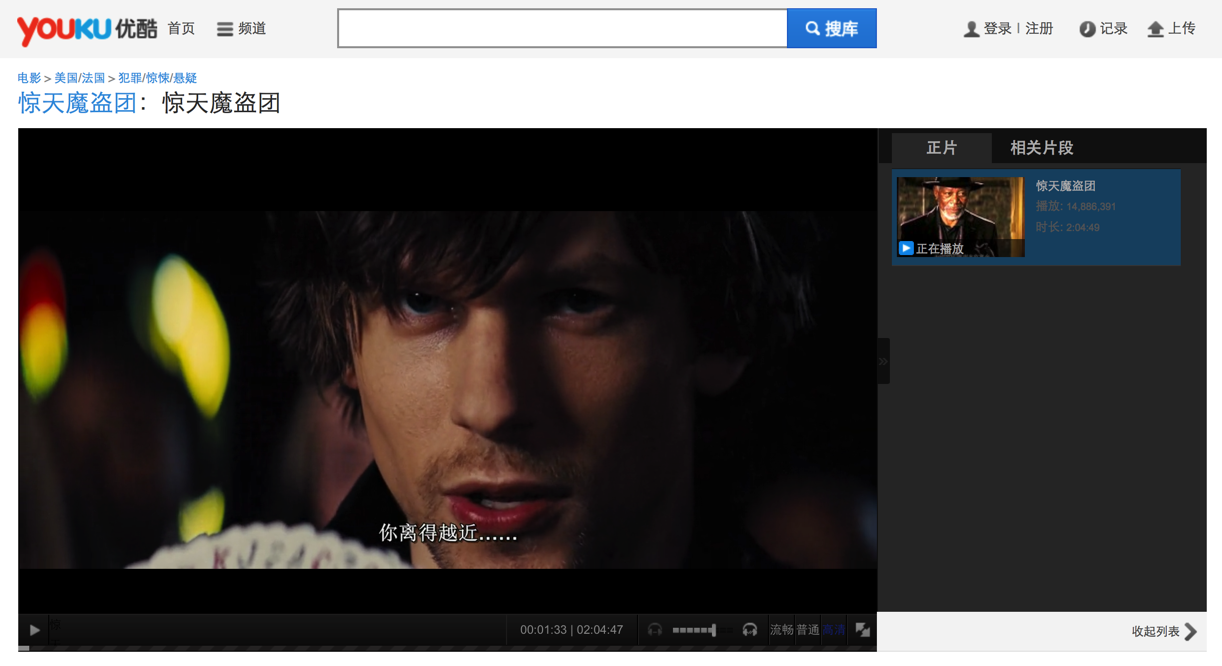 YOUKU 优酷 首页 频道 搜库 登录 | 注册 记录 上传
电影 > 美国/法国 > 犯罪/惊悚/悬疑
惊天魔盗团：惊天魔盗团
正片 相关片段
惊天魔盗团
播放: 14,886,391
时长: 2:04:49
正在播放
你离得越近……
00:01:33 | 02:04:47 流畅 普通 高清
收起列表